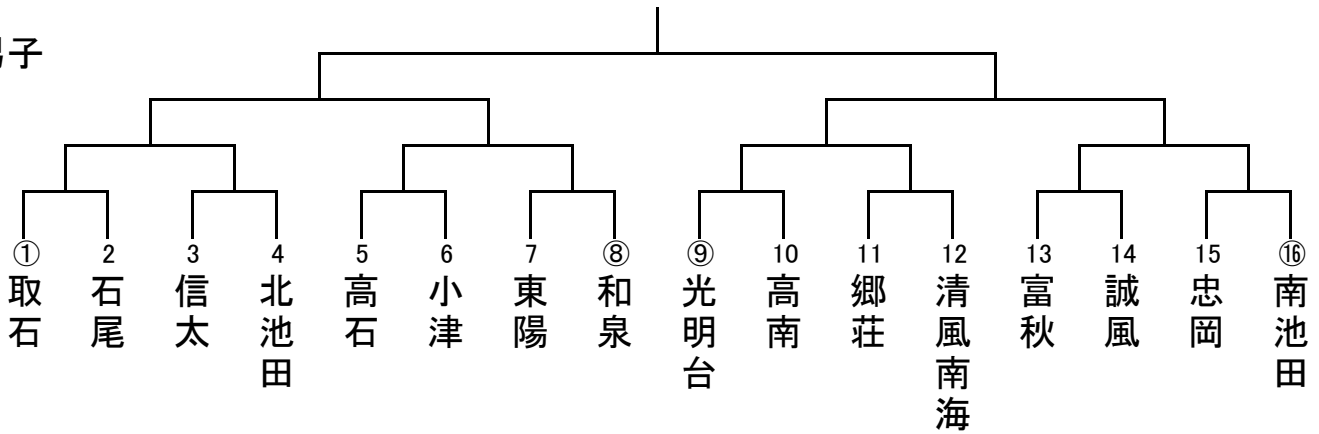 男子
① 2 3 4 5 6 7 ⑧ ⑨ 10 11 12 13 14 15 ⑯
取石
石尾
信太
北池田
高石
小津
東陽
和泉
光明台
高南
郷荘
清風南海
富秋
誠風
忠岡
南池田